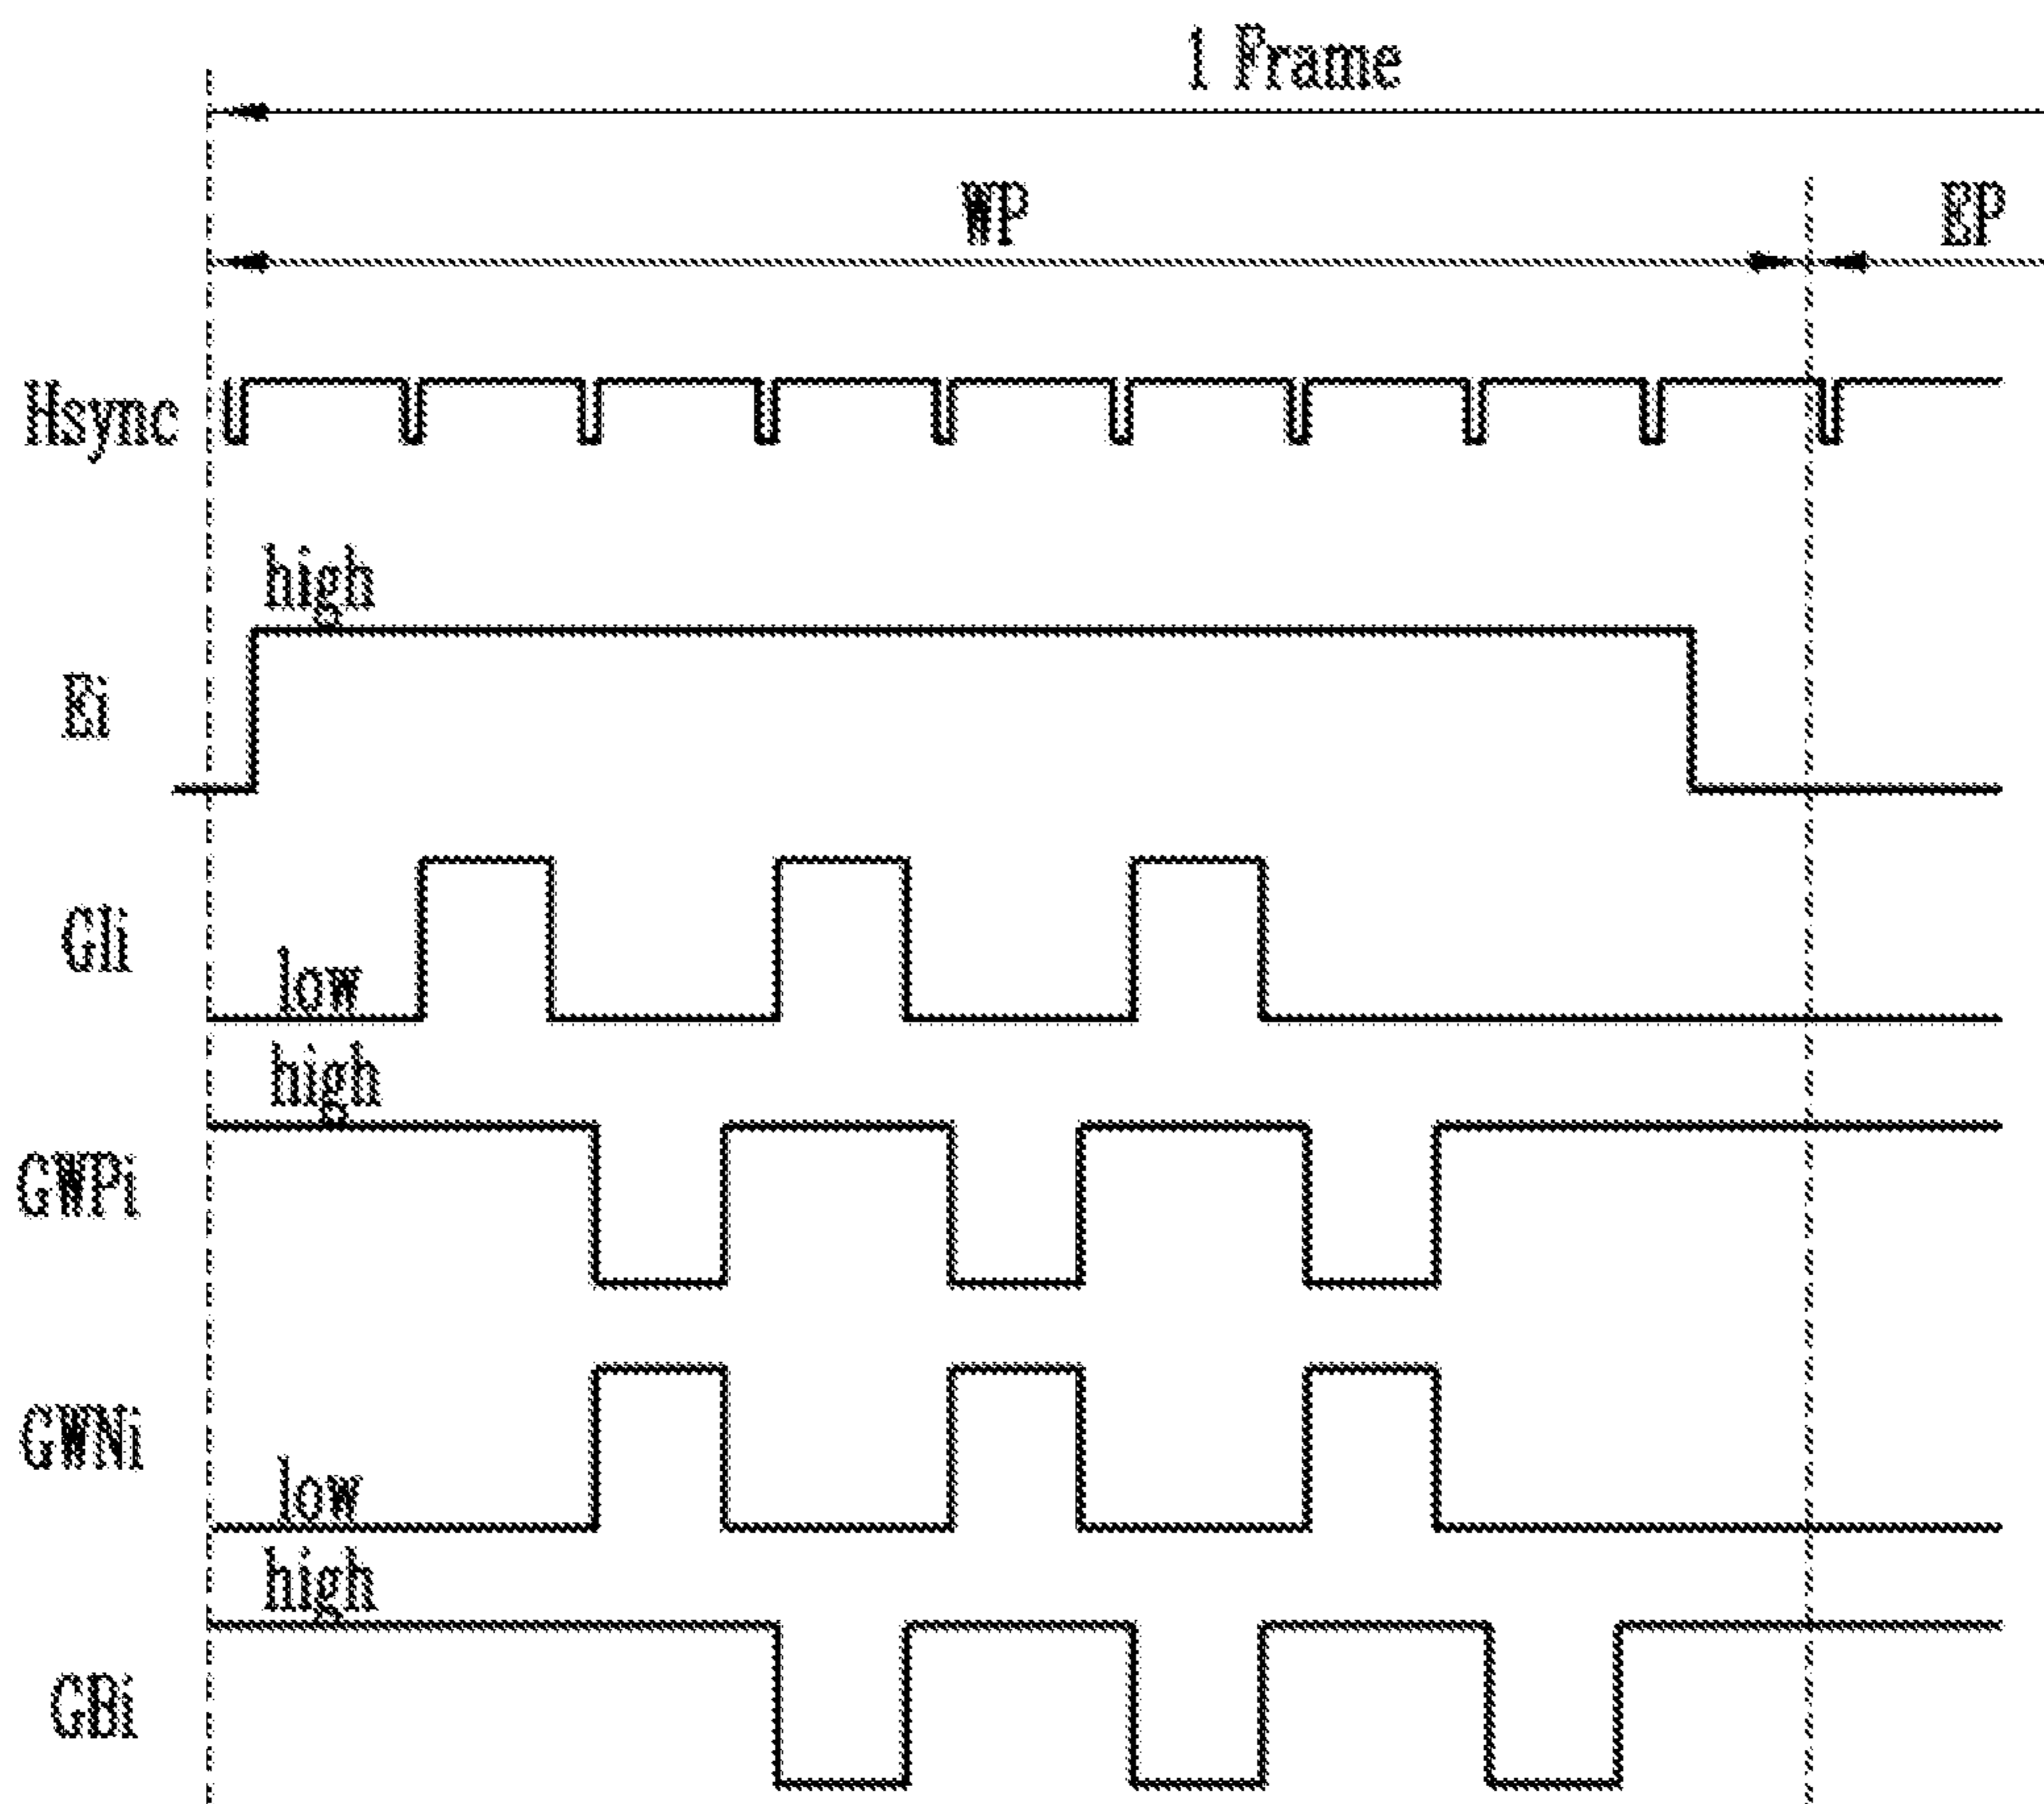 1 Frame
WP
EP
Hsync
high
Ei
GIi
low
high
GWPi
GWNi
low
high
GBi